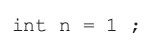 int n = 1 ;